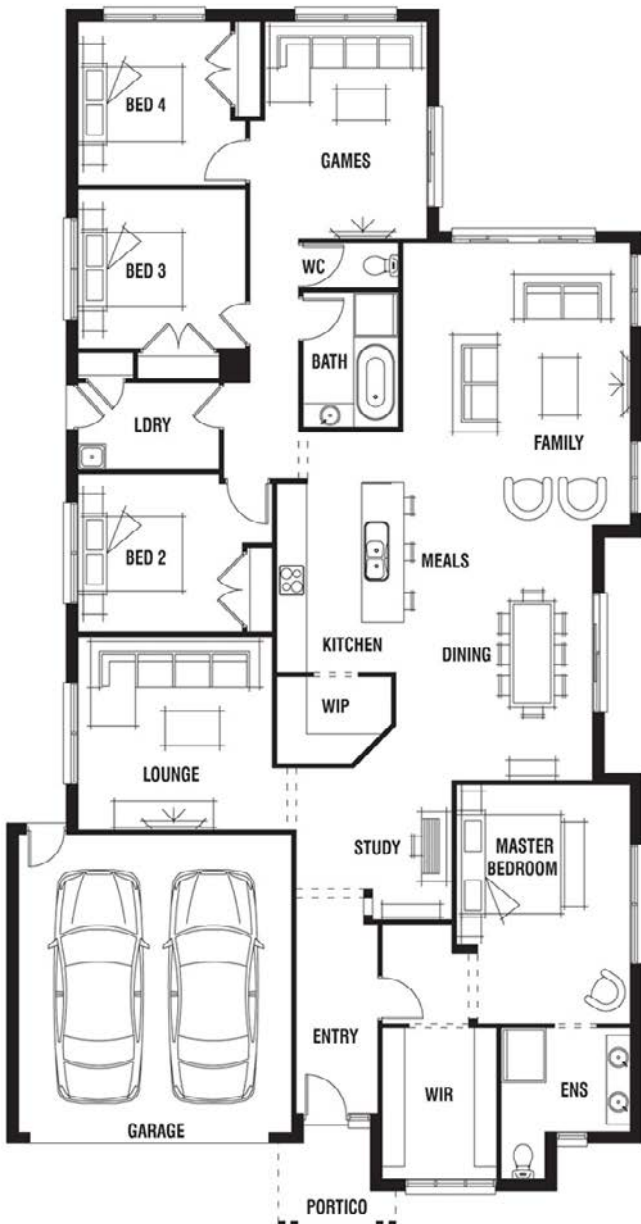 BED 4
GAMES
BED 3
WC
BATH
LDRY
FAMILY
BED 2
MEALS
KITCHEN
DINING
WIP
LOUNGE
STUDY
MASTER
BEDROOM
ENTRY
WIR
ENS
GARAGE
PORTICO